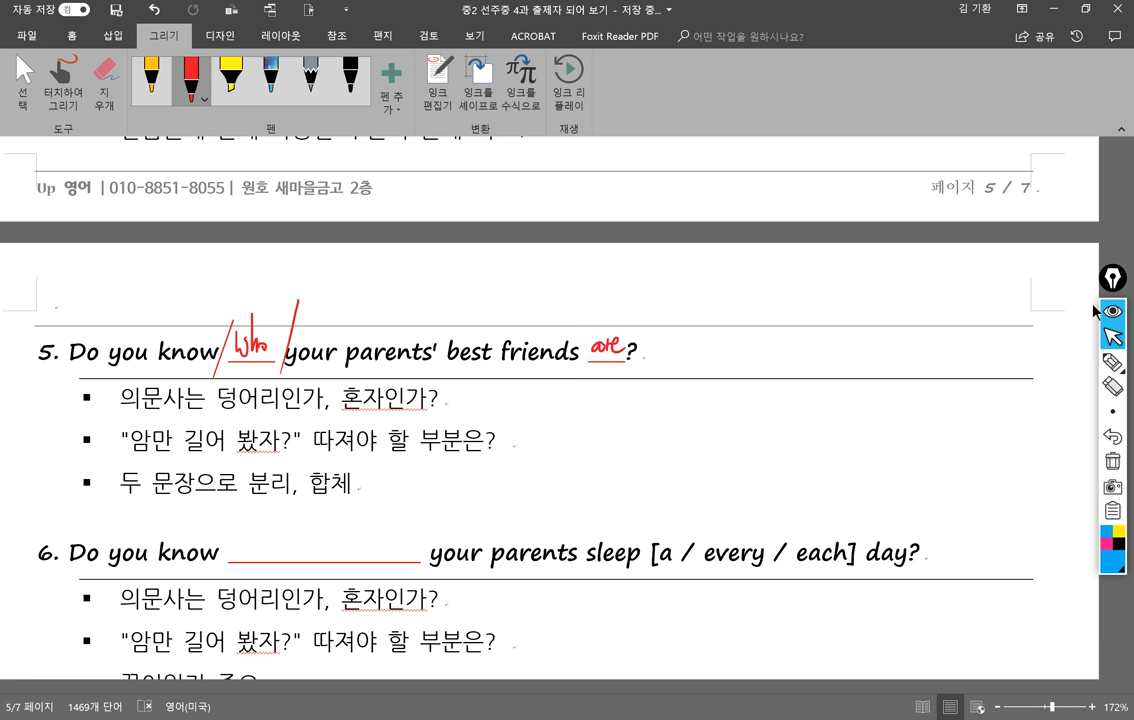 자동 저장 컴
중2 선주중 4과 출제자 되어 보기 - 저장 중...
김 기환
파일 홈 삽입 그리기 디자인 레이아웃 참조 편지 검토 보기 ACROBAT Foxit Reader PDF 어떤 작업을 원하시나요? 공유
선택 터치하여 그리기 지우개 펜 추가 잉크 편집기 잉크를 셰이프로 잉크를 수식으로 잉크 리플레이
도구 펜 변환 재생
Up 영어 | 010-8851-8055 | 원호 새마을금고 2층 페이지 5 / 7
5. Do you know who your parents' best friends are?
▪ 의문사는 덩어리인가, 혼자인가?
▪ "암만 길어 봤자?" 따져야 할 부분은?
▪ 두 문장으로 분리, 합체
6. Do you know ____________ your parents sleep [a / every / each] day?
▪ 의문사는 덩어리인가, 혼자인가?
▪ "암만 길어 봤자?" 따져야 할 부분은?
5/7 페이지 1469개 단어 영어(미국) 172%